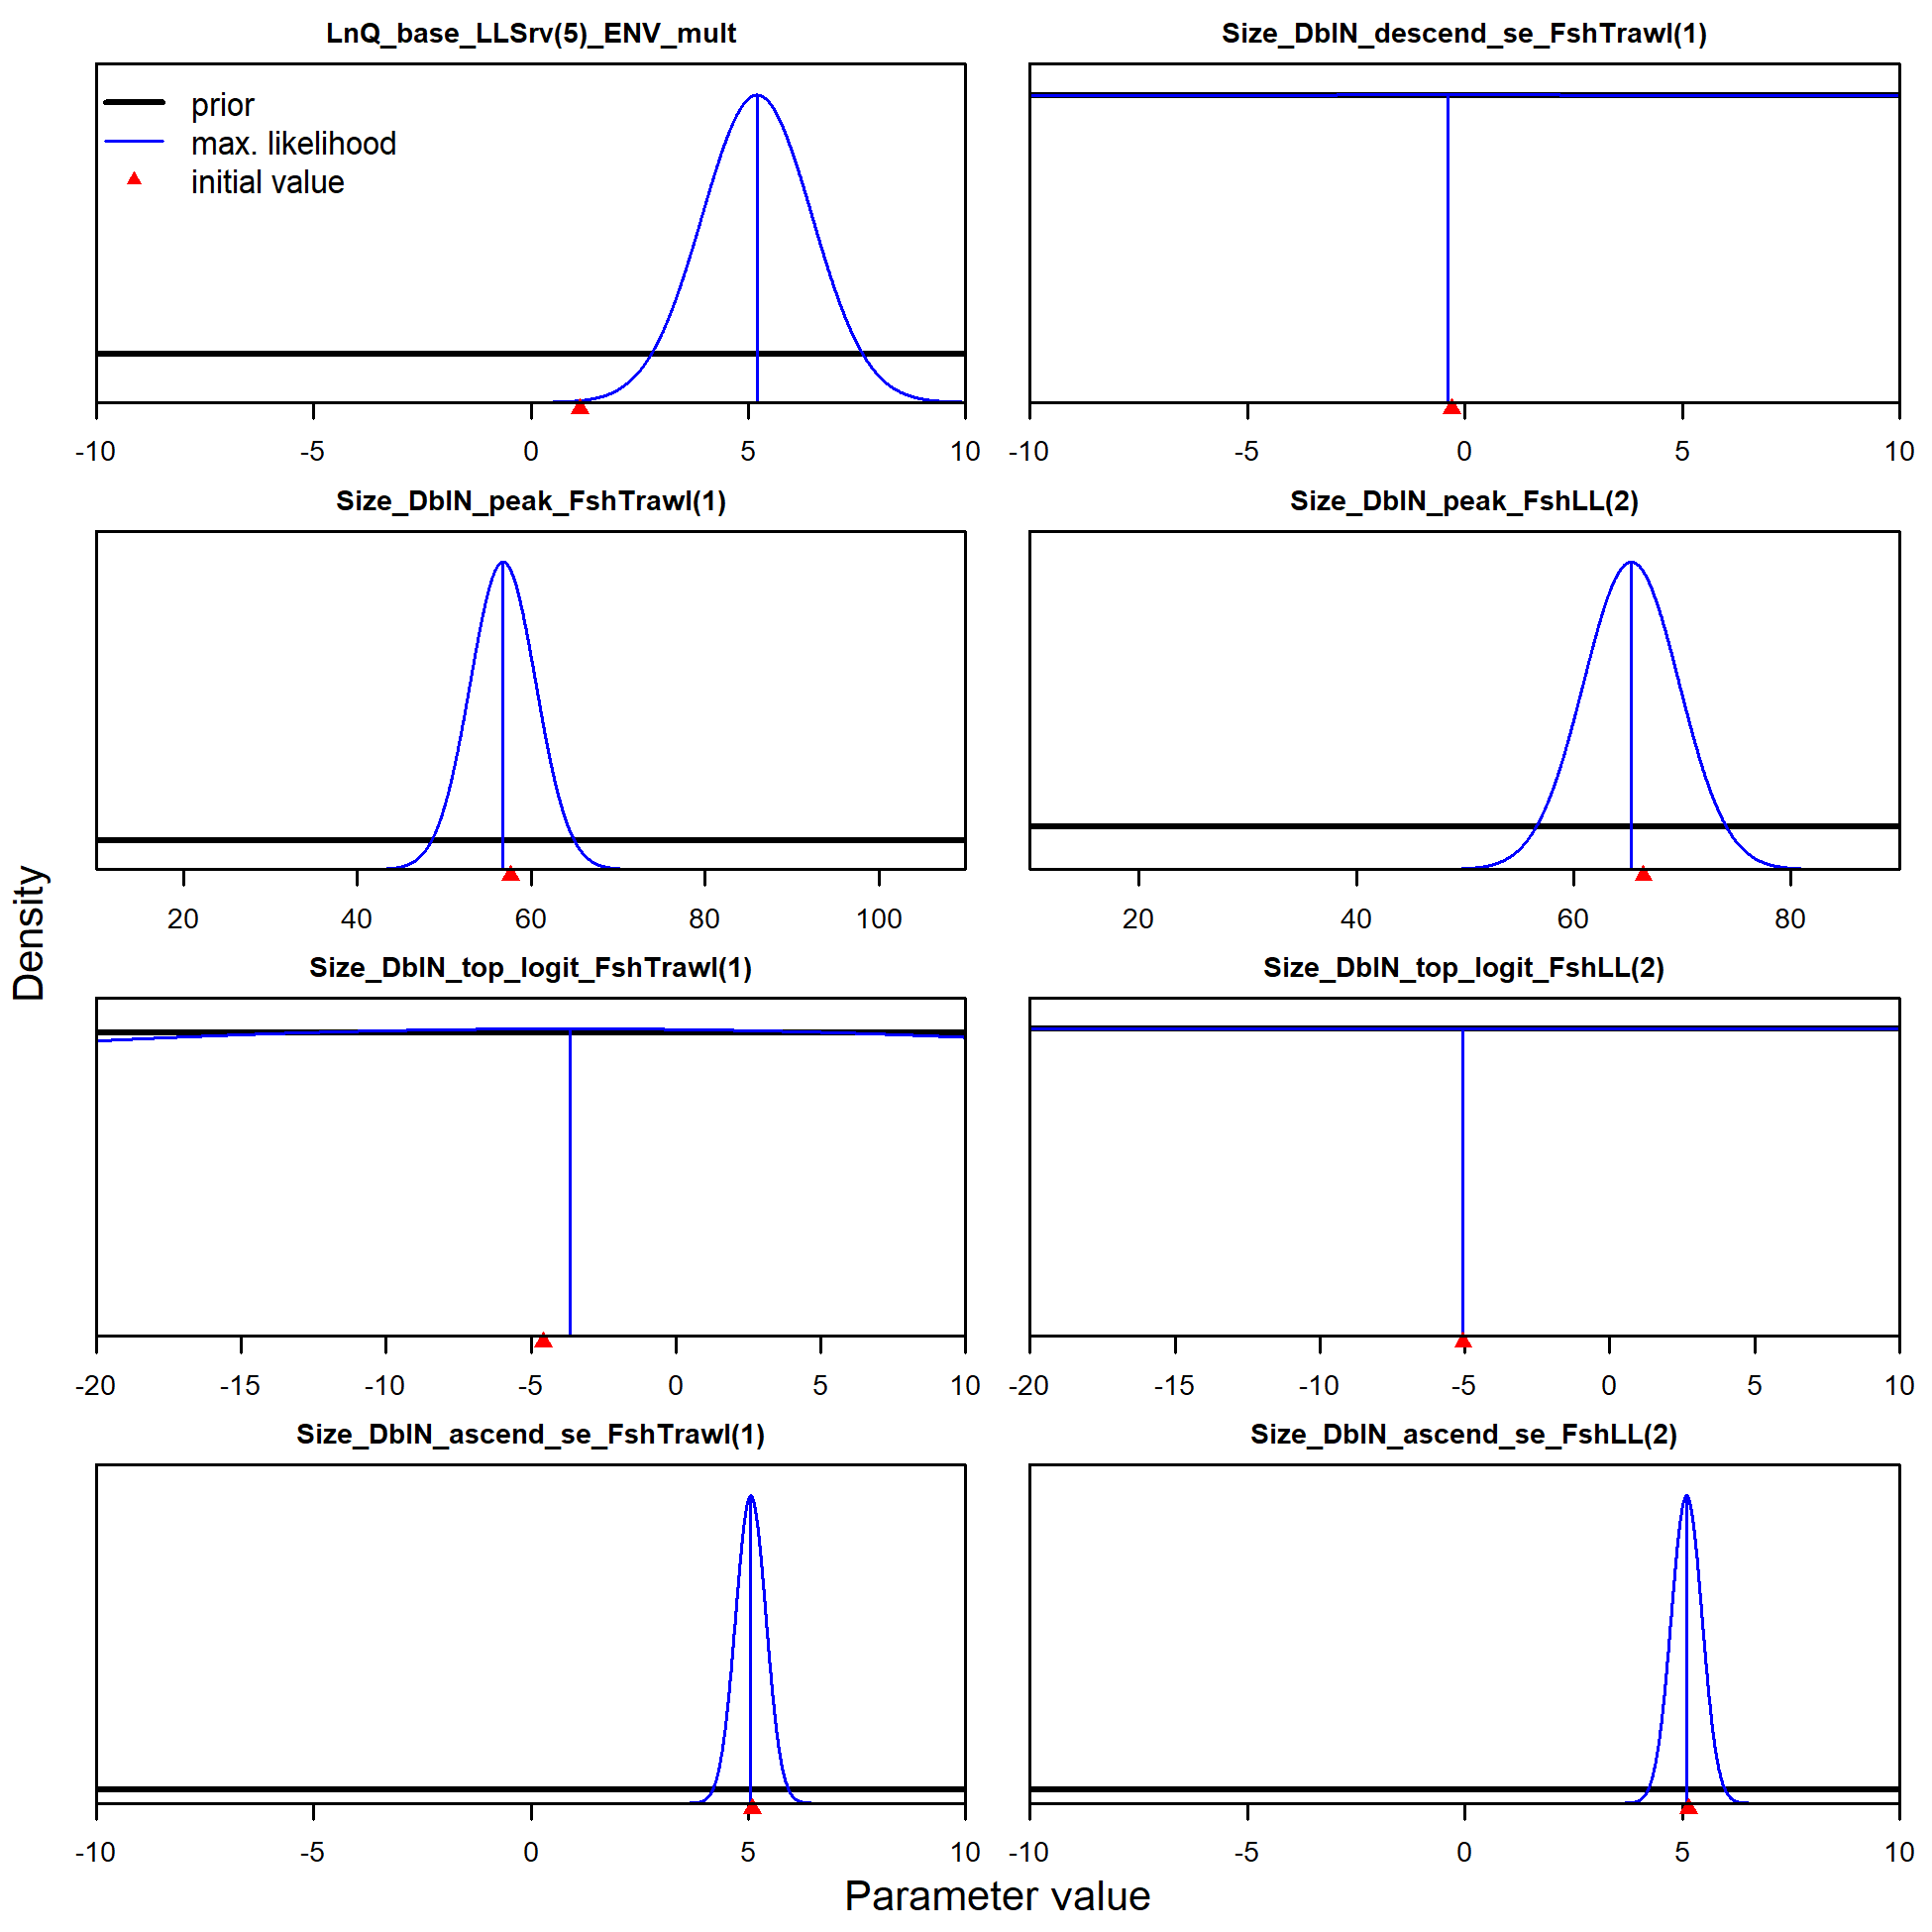 LnQ_base_LLSrv(5)_ENV_mult
prior
max. likelihood
initial value
-10 -5 0 5 10
Size_DblN_descend_se_FshTrawl(1)
-10 -5 0 5 10
Size_DblN_peak_FshTrawl(1)
20 40 60 80 100
Size_DblN_peak_FshLL(2)
20 40 60 80
Size_DblN_top_logit_FshTrawl(1)
-20 -15 -10 -5 0 5 10
Size_DblN_top_logit_FshLL(2)
-20 -15 -10 -5 0 5 10
Size_DblN_ascend_se_FshTrawl(1)
-10 -5 0 5 10
Size_DblN_ascend_se_FshLL(2)
-10 -5 0 5 10
Density
Parameter value